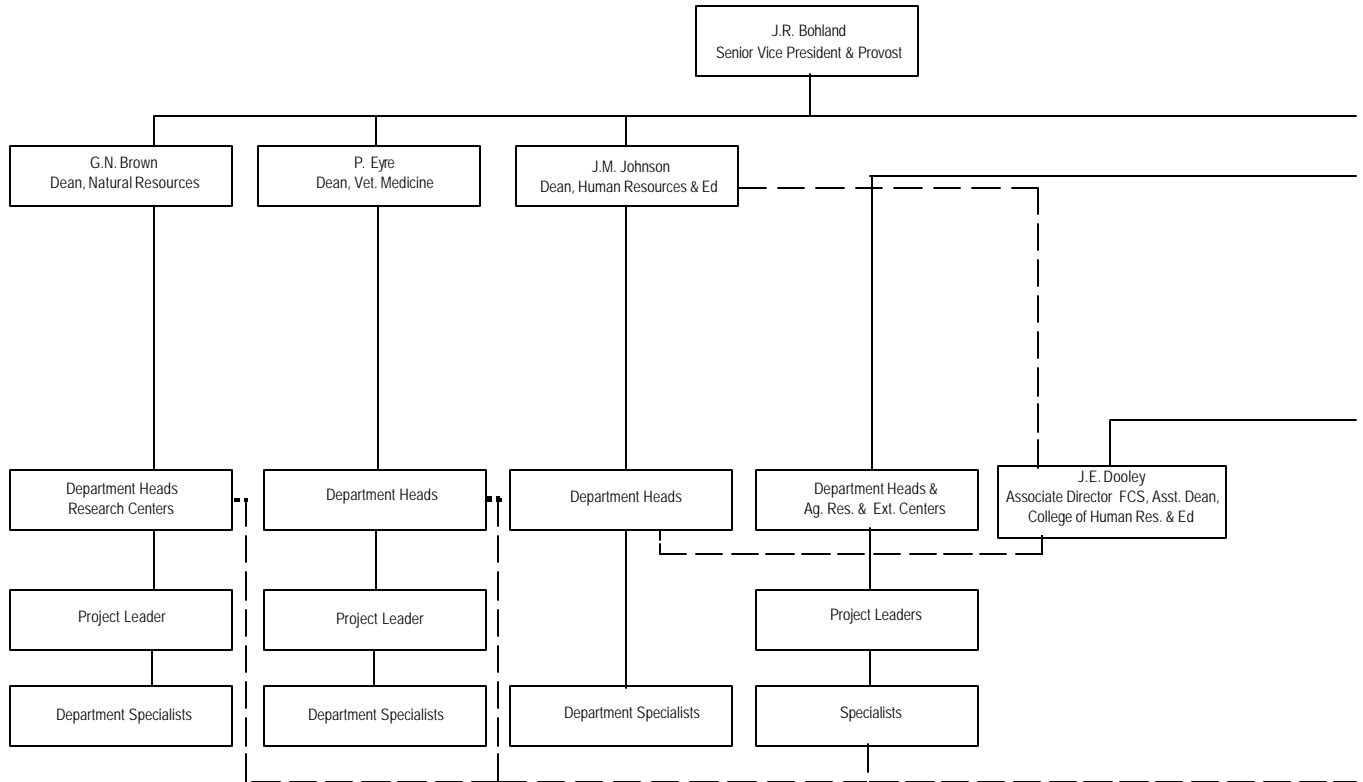 J.R. Bohland
Senior Vice President & Provost
G.N. Brown
Dean, Natural Resources
P. Eyre
Dean, Vet. Medicine
J.M. Johnson
Dean, Human Resources & Ed
Department Heads
Research Centers
Department Heads
Department Heads
Department Heads &
Ag. Res. & Ext. Centers
J.E. Dooley
Associate Director FCS, Asst. Dean,
College of Human Res. & Ed
Project Leader
Project Leader
Project Leaders
Department Specialists
Department Specialists
Department Specialists
Specialists